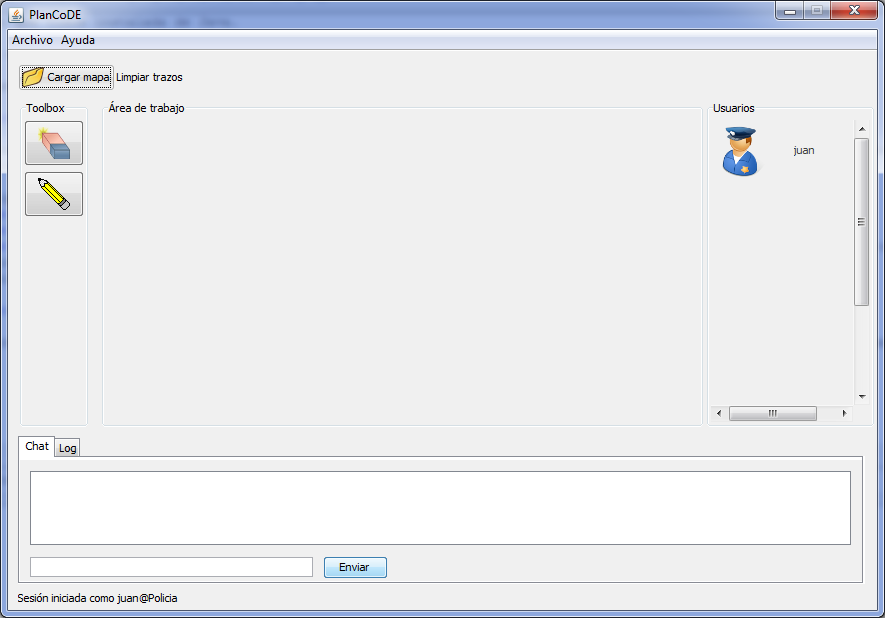 PlanCoDE
Archivo Ayuda
Cargar mapa Limpiar trazos
Toolbox
Área de trabajo
Usuarios
juan
Chat Log
Enviar
Sesión iniciada como juan@Policia